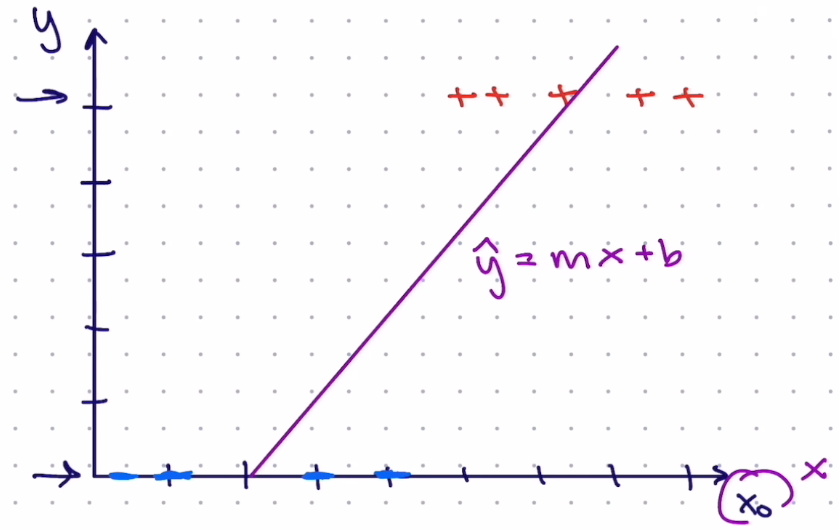 y
ŷ = mx + b
x
x₀